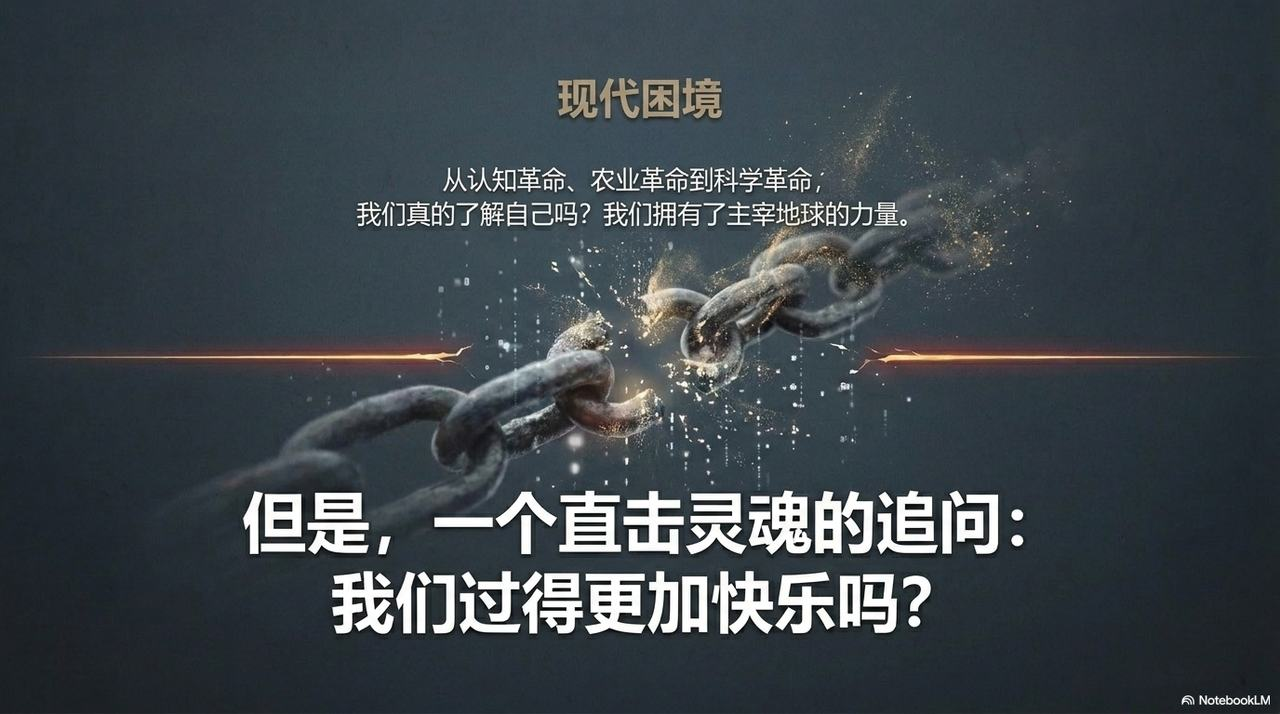 现代困境
从认知革命、农业革命到科学革命；
我们真的了解自己吗？我们拥有了主宰地球的力量。
但是，一个直击灵魂的追问：
我们过得更加快乐吗？
NotebookLM